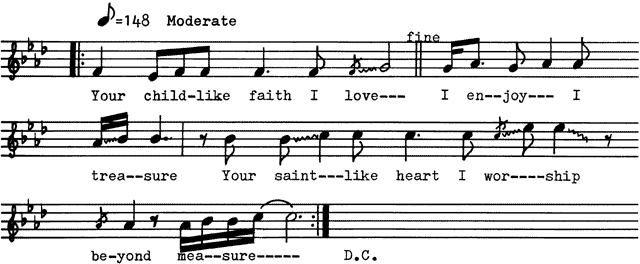 ♪=148 Moderate
fine
Your child-like faith I love--- I en--joy--- I
trea--sure Your saint---like heart I wor----ship
be-yond mea--sure----- D.C.